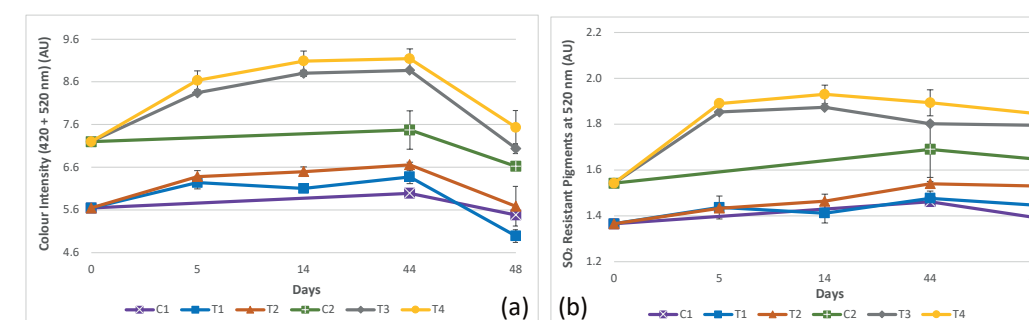 Colour Intensity (420 + 520 nm) (AU)
9.6
8.6
7.6
6.6
5.6
4.6
0 5 14 44 48
Days
C1 T1 T2 C2 T3 T4
(a)
SO₂ Resistant Pigments at 520 nm (AU)
2.2
2.0
1.8
1.6
1.4
1.2
0 5 14 44
Days
C1 T1 T2 C2 T3 T4
(b)